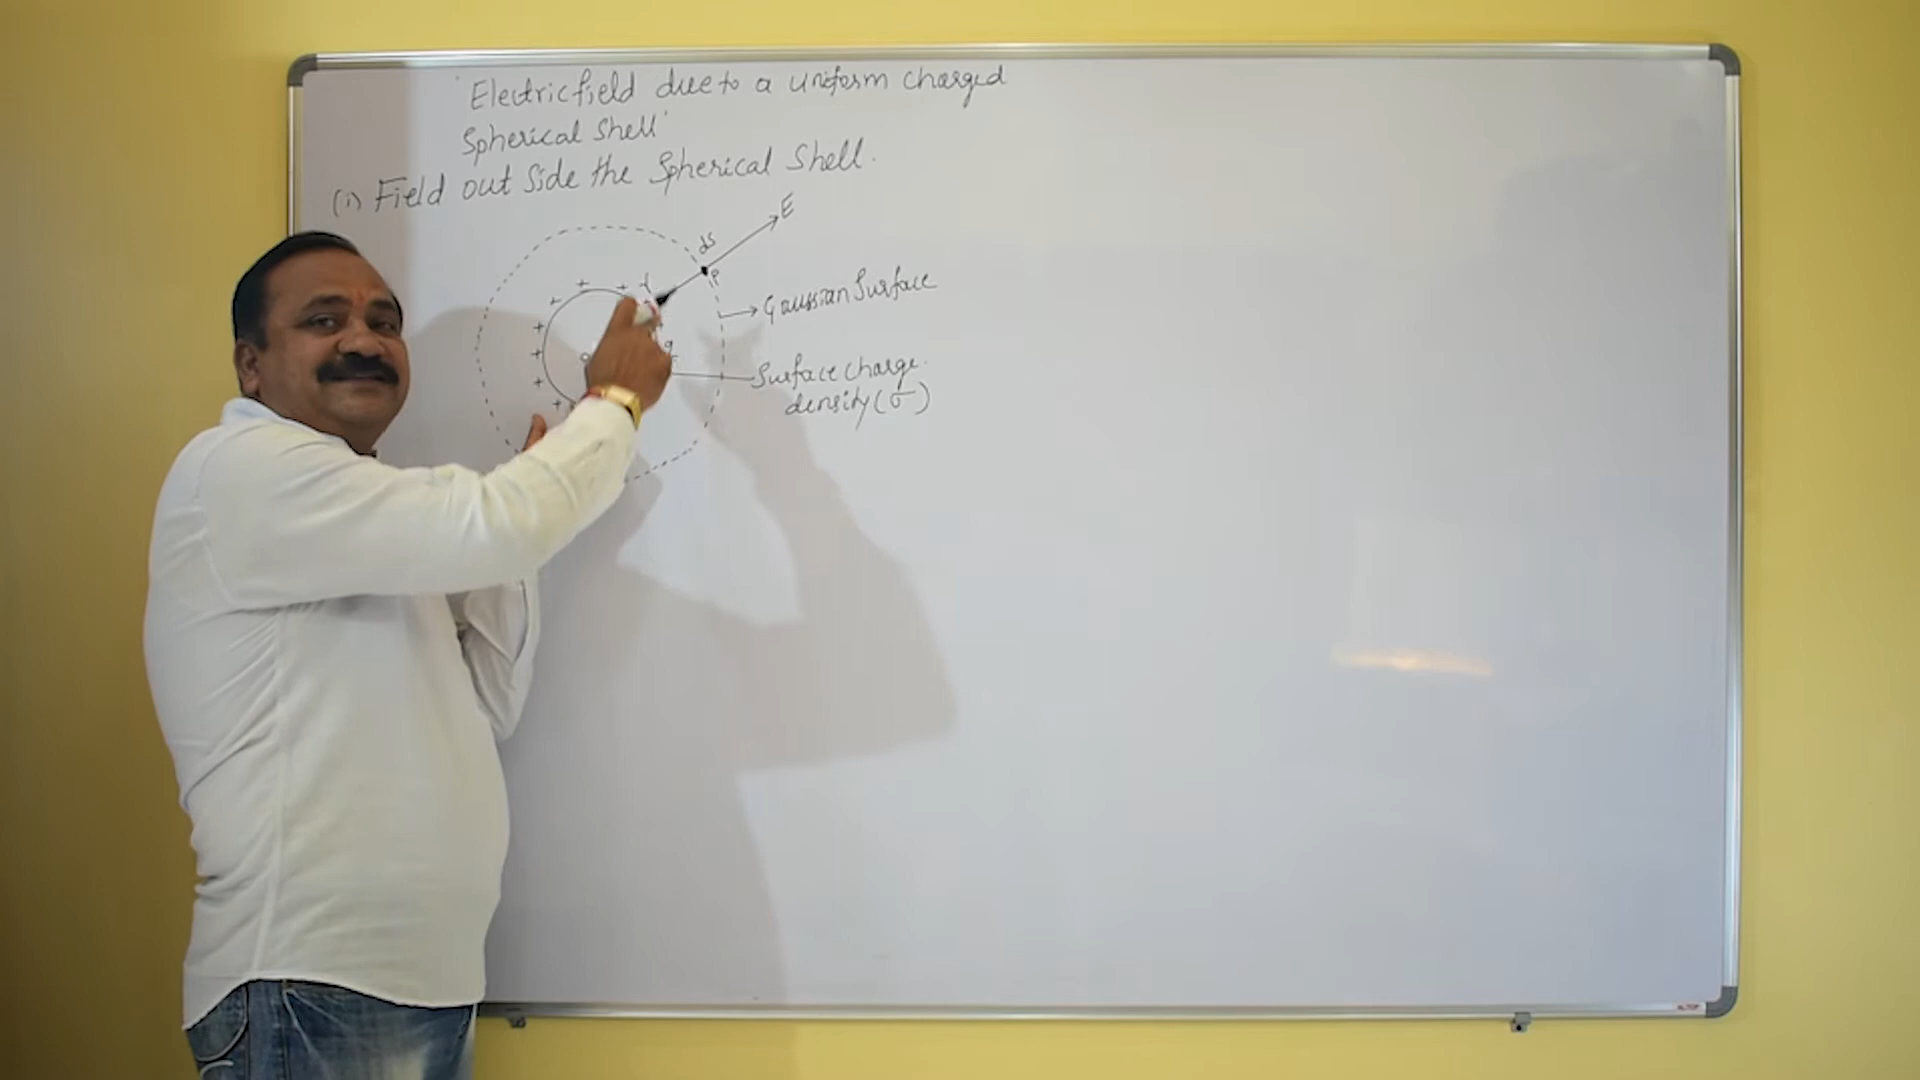 'Electric field due to a uniform charged
Spherical Shell'
(i) Field out Side the Spherical Shell.
E
ds
P
→ Gaussian Surface
+ + + +
+
+
+
+
+
o
q
Surface charge.
density (σ)